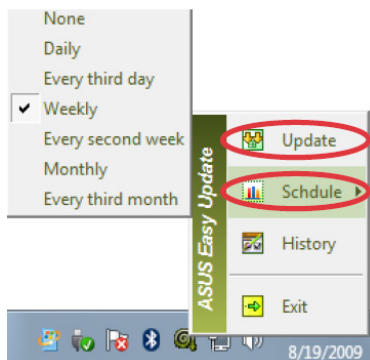 None
Daily
Every third day
Weekly
Every second week
Monthly
Every third month
ASUS Easy Update
Update
Schdule
History
Exit
8/19/2009